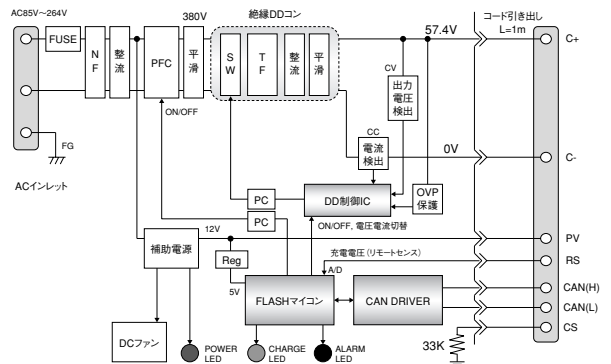 AC85V～264V
FUSE
NF
整流
PFC
380V
平滑
絶縁DDコン
SW
TF
整流
平滑
57.4V
コード引き出し
L=1m
C+
CV
出力電圧検出
CC
電流検出
0V
C-
ON/OFF
FG
ACインレット
PC
PC
DD制御IC
OVP保護
ON/OFF, 電圧電流切替
12V
PV
補助電源
Reg
充電電圧 (リモートセンス)
RS
A/D
5V
FLASHマイコン
CAN DRIVER
CAN(H)
CAN(L)
CS
33K
DCファン
POWER
LED
CHARGE
LED
ALARM
LED